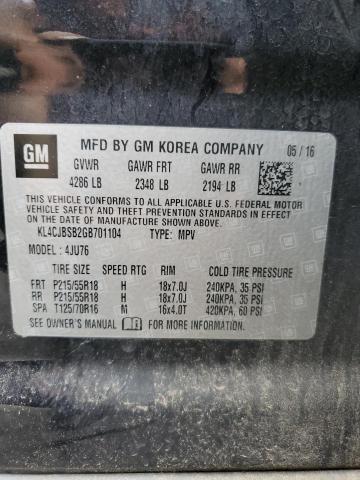 GM
MFD BY GM KOREA COMPANY 05 / 16
GVWR GAWR FRT GAWR RR
4286 LB 2348 LB 2194 LB
THIS VEHICLE CONFORMS TO ALL APPLICABLE U.S. FEDERAL MOTOR
VEHICLE SAFETY, BUMPER, AND THEFT PREVENTION STANDARDS
IN EFFECT ON THE DATE OF MANUFACTURE SHOWN ABOVE.
KL4CJBSB2GB701104 TYPE: MPV
MODEL : 4JU76
TIRE SIZE SPEED RTG RIM COLD TIRE PRESSURE
FRT P215/55R18 H 18x7.0J 240KPA, 35 PSI
RR P215/55R18 H 18x7.0J 240KPA, 35 PSI
SPA T125/70R16 M 16x4.0T 420KPA, 60 PSI
SEE OWNER'S MANUAL FOR MORE INFORMATION.